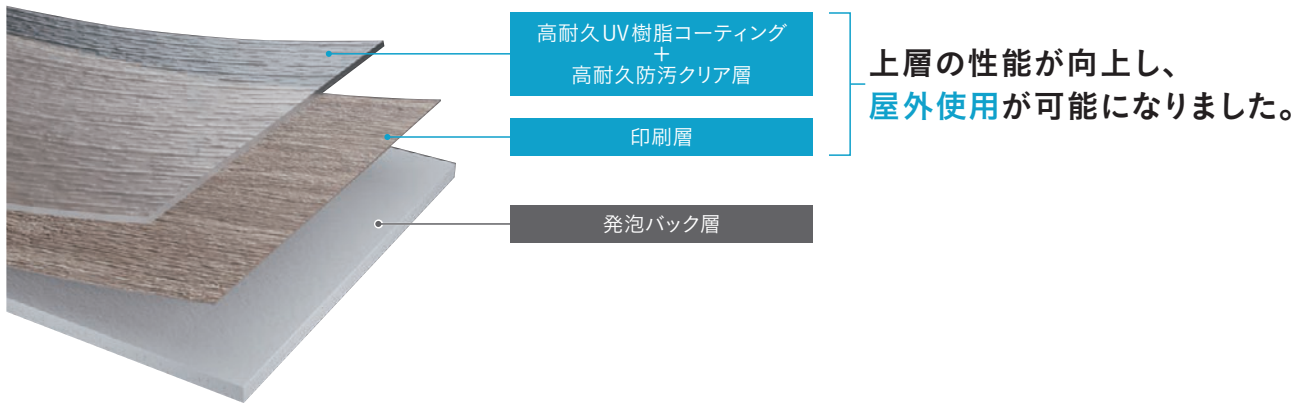 高耐久UV樹脂コーティング
+
高耐久防汚クリア層
印刷層
発泡バック層
上層の性能が向上し、
屋外使用が可能になりました。